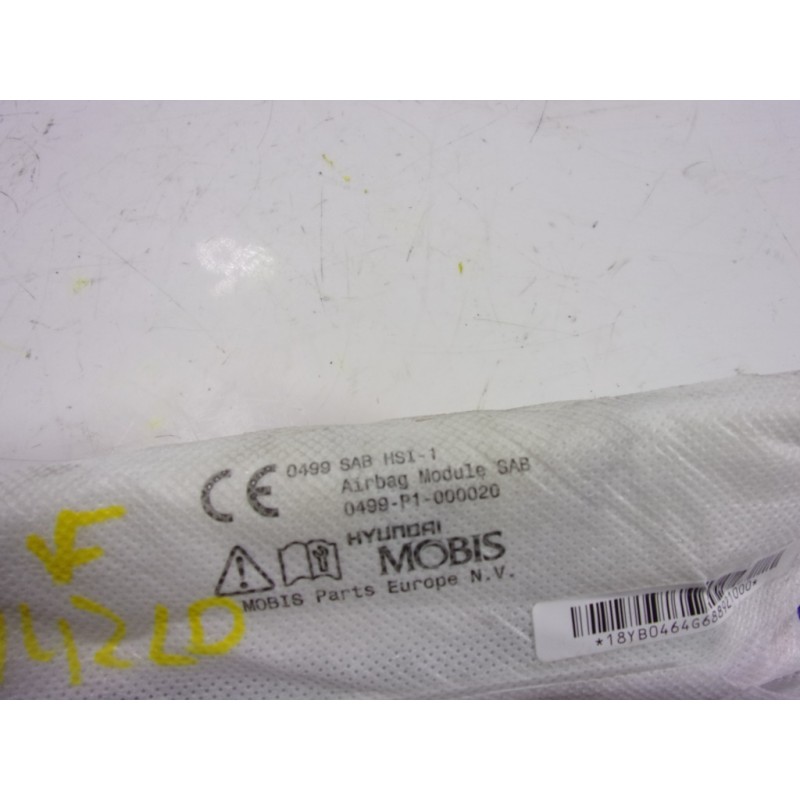 CE 0499 SAB HSI-1
Airbag Module SAB
0499-P1-000020
HYUNDAI
MOBIS
MOBIS Parts Europe N.V.